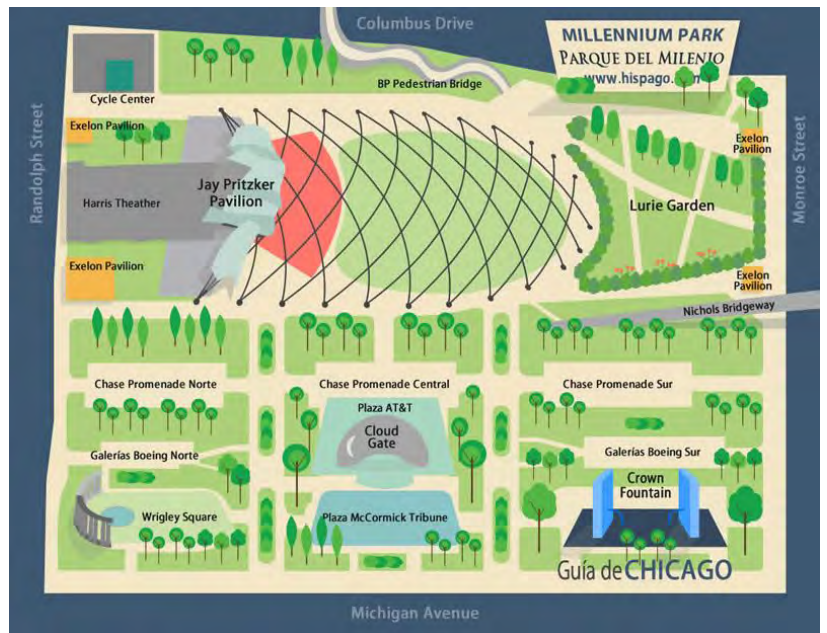 Columbus Drive
MILLENNIUM PARK
PARQUE DEL MILENIO
www.hispago.
Cycle Center
BP Pedestrian Bridge
Exelon Pavilion
Exelon
Pavilion
Randolph Street
Monroe Street
Harris Theather
Jay Pritzker
Pavilion
Lurie Garden
Exelon Pavilion
Exelon
Pavilion
Nichols Bridgeway
Chase Promenade Norte
Chase Promenade Central
Chase Promenade Sur
Plaza AT&T
Cloud
Gate
Galerías Boeing Norte
Galerías Boeing Sur
Crown
Fountain
Wrigley Square
Plaza McCormick Tribune
Guía de CHICAGO
Michigan Avenue